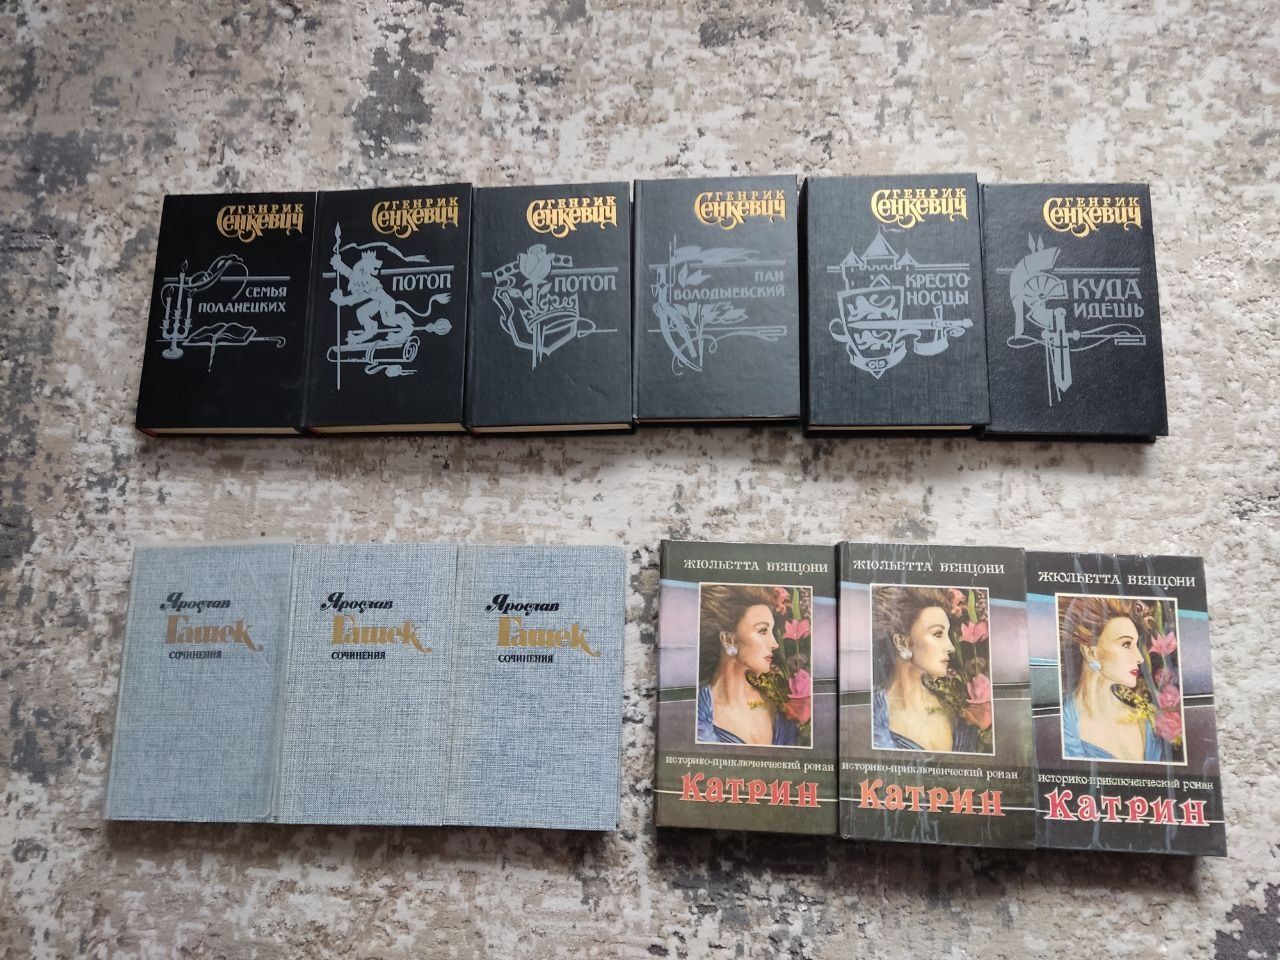 ГЕНРИК
СЕНКЕВИЧ
СЕМЬЯ
ПОЛАНЕЦКИХ
ГЕНРИК
СЕНКЕВИЧ
ПОТОП
ГЕНРИК
СЕНКЕВИЧ
ПОТОП
ГЕНРИК
СЕНКЕВИЧ
ПАН
ВОЛОДЫЕВСКИЙ
ГЕНРИК
СЕНКЕВИЧ
КРЕСТО-
НОСЦЫ
ГЕНРИК
СЕНКЕВИЧ
КУДА
ИДЁШЬ
Ярослав
Гашек
СОЧИНЕНИЯ
Ярослав
Гашек
СОЧИНЕНИЯ
Ярослав
Гашек
СОЧИНЕНИЯ
ЖЮЛЬЕТТА БЕНЦОНИ
ИСТОРИКО-ПРИКЛЮЧЕНЧЕСКИЙ РОМАН
КАТРИН
ЖЮЛЬЕТТА БЕНЦОНИ
ИСТОРИКО-ПРИКЛЮЧЕНЧЕСКИЙ РОМАН
КАТРИН
ЖЮЛЬЕТТА БЕНЦОНИ
ИСТОРИКО-ПРИКЛЮЧЕНЧЕСКИЙ РОМАН
КАТРИН